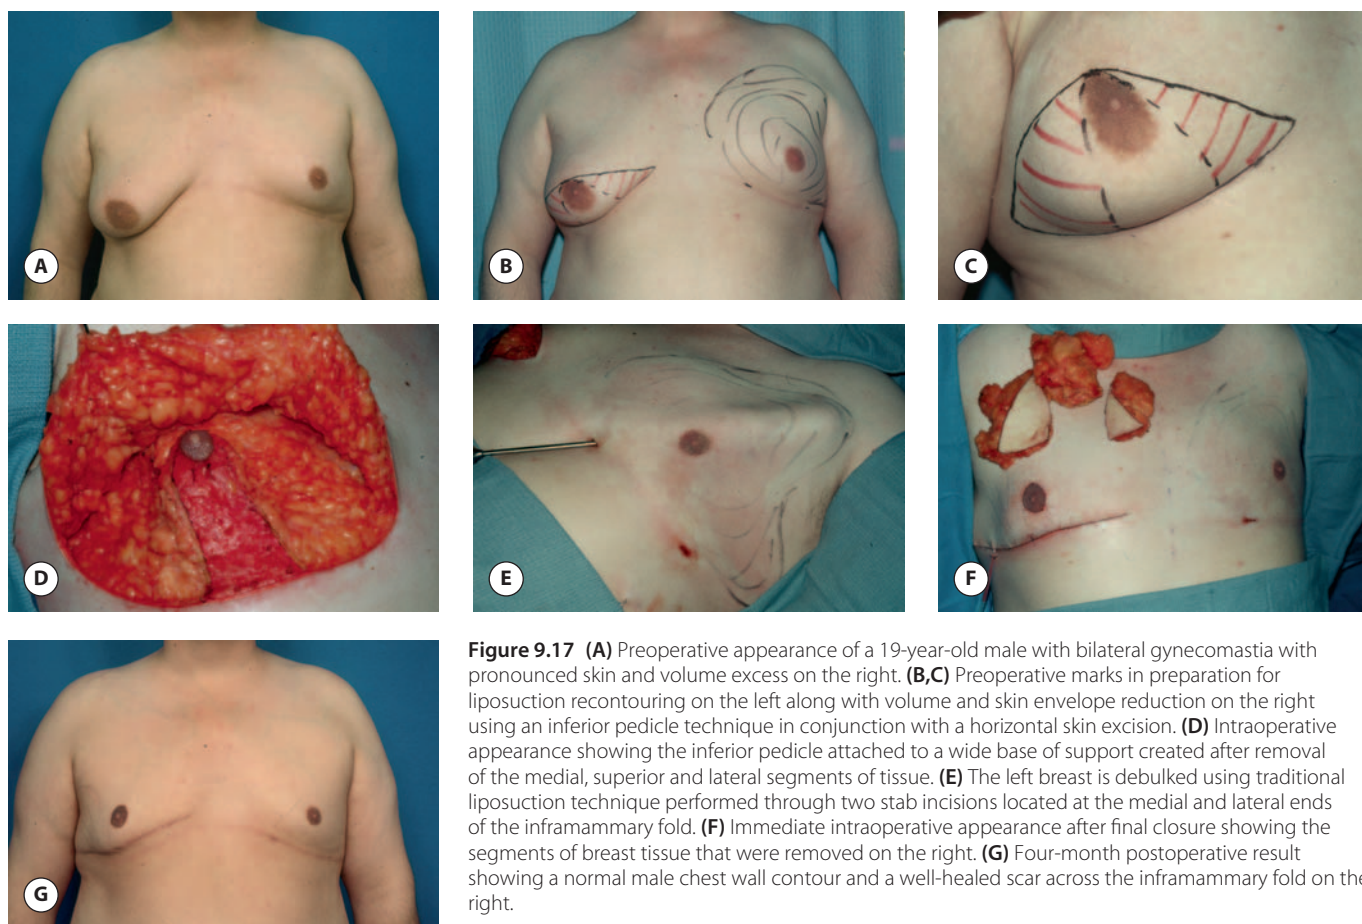 A
B
C
D
E
F
G
Figure 9.17 (A) Preoperative appearance of a 19-year-old male with bilateral gynecomastia with
pronounced skin and volume excess on the right. (B,C) Preoperative marks in preparation for
liposuction recontouring on the left along with volume and skin envelope reduction on the right
using an inferior pedicle technique in conjunction with a horizontal skin excision. (D) Intraoperative
appearance showing the inferior pedicle attached to a wide base of support created after removal
of the medial, superior and lateral segments of tissue. (E) The left breast is debulked using traditional
liposuction technique performed through two stab incisions located at the medial and lateral ends
of the inframammary fold. (F) Immediate intraoperative appearance after final closure showing the
segments of breast tissue that were removed on the right. (G) Four-month postoperative result
showing a normal male chest wall contour and a well-healed scar across the inframammary fold on the
right.